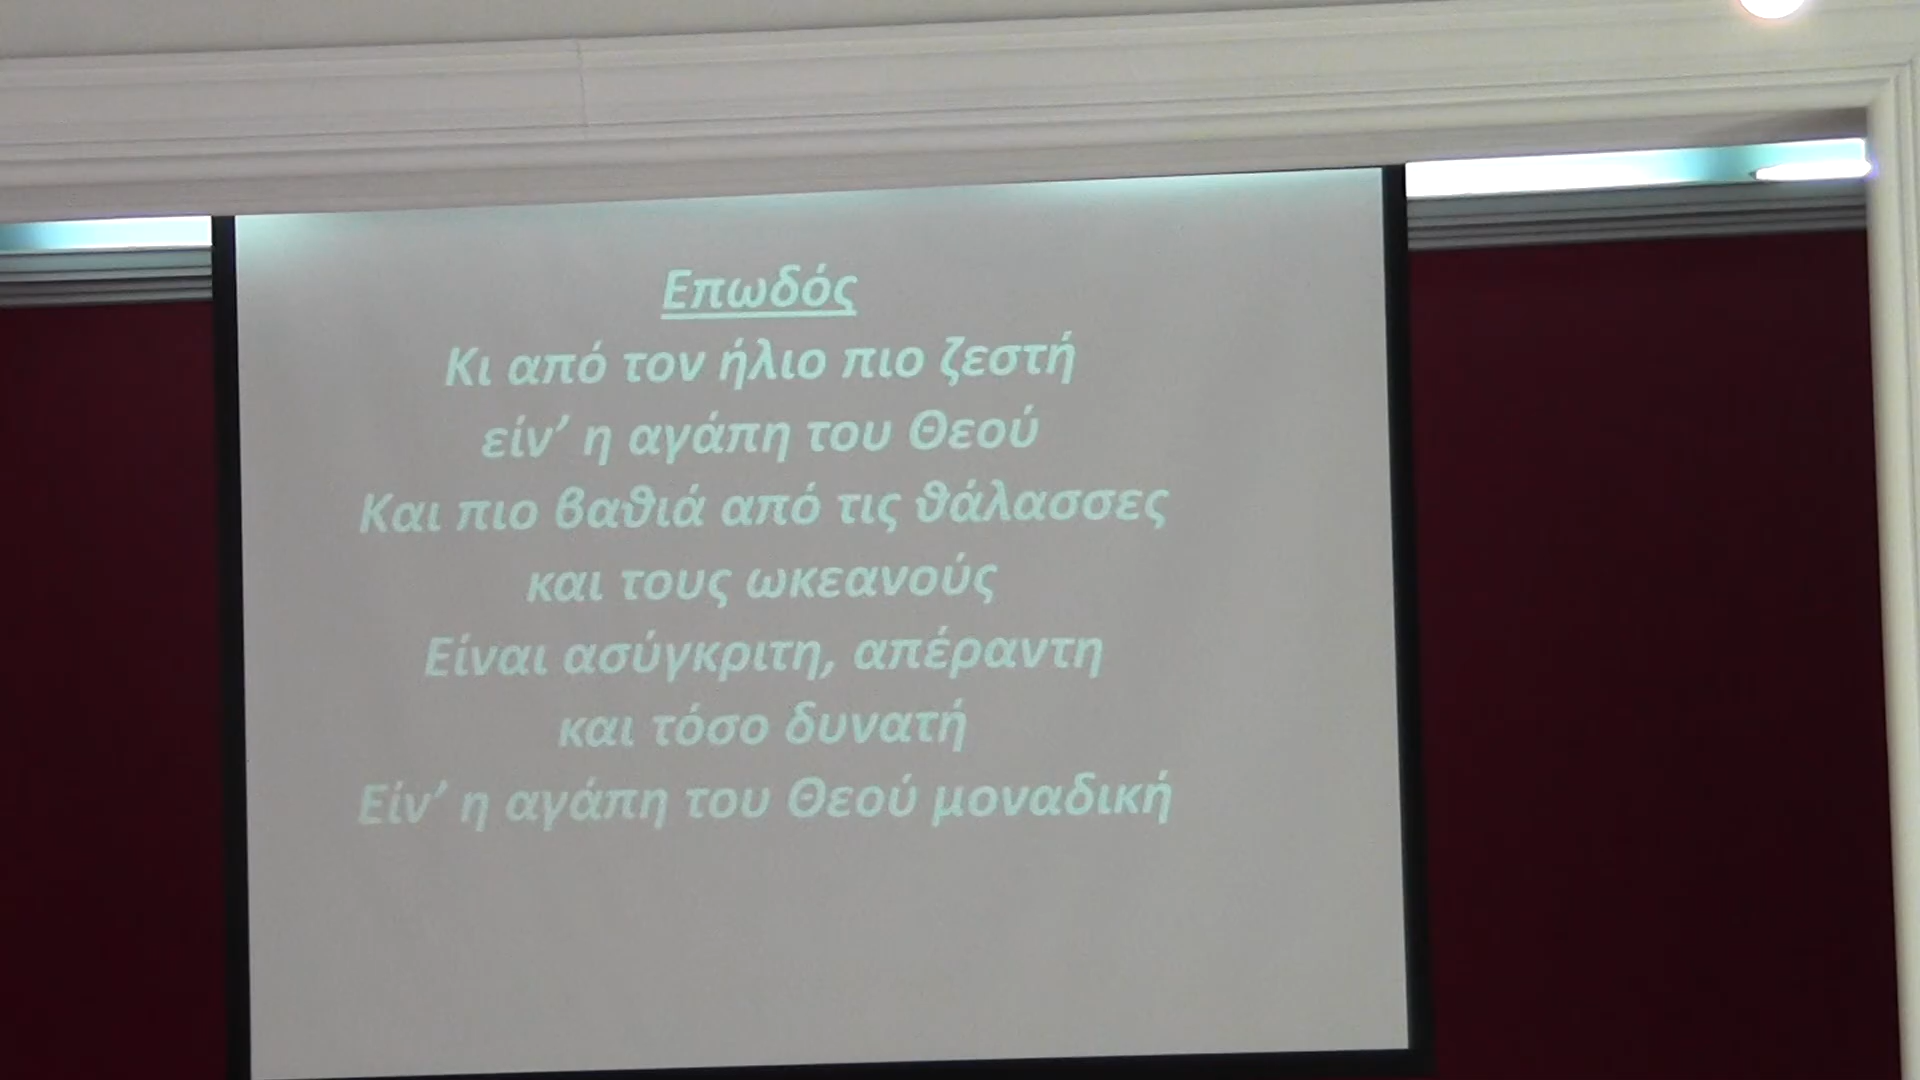 Επωδός
Κι από τον ήλιο πιο ζεστή
είν’ η αγάπη του Θεού
Και πιο βαθιά από τις θάλασσες
και τους ωκεανούς
Είναι ασύγκριτη, απέραντη
και τόσο δυνατή
Είν’ η αγάπη του Θεού μοναδική